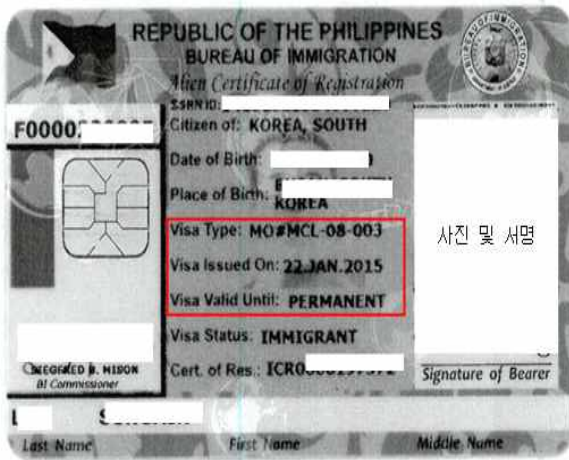 REPUBLIC OF THE PHILIPPINES
BUREAU OF IMMIGRATION
Alien Certificate of Registration
SSRN ID:
F0000
Citizen of: KOREA, SOUTH
Date of Birth:
Place of Birth:
KOREA
Visa Type: MO#MCL-08-003
Visa Issued On: 22.JAN.2015
Visa Valid Until: PERMANENT
Visa Status: IMMIGRANT
Cert. of Res.: ICR
사진 및 서명
SIEGFRED B. MISON
BI Commissioner
Signature of Bearer
Last Name
First Name
Middle Name